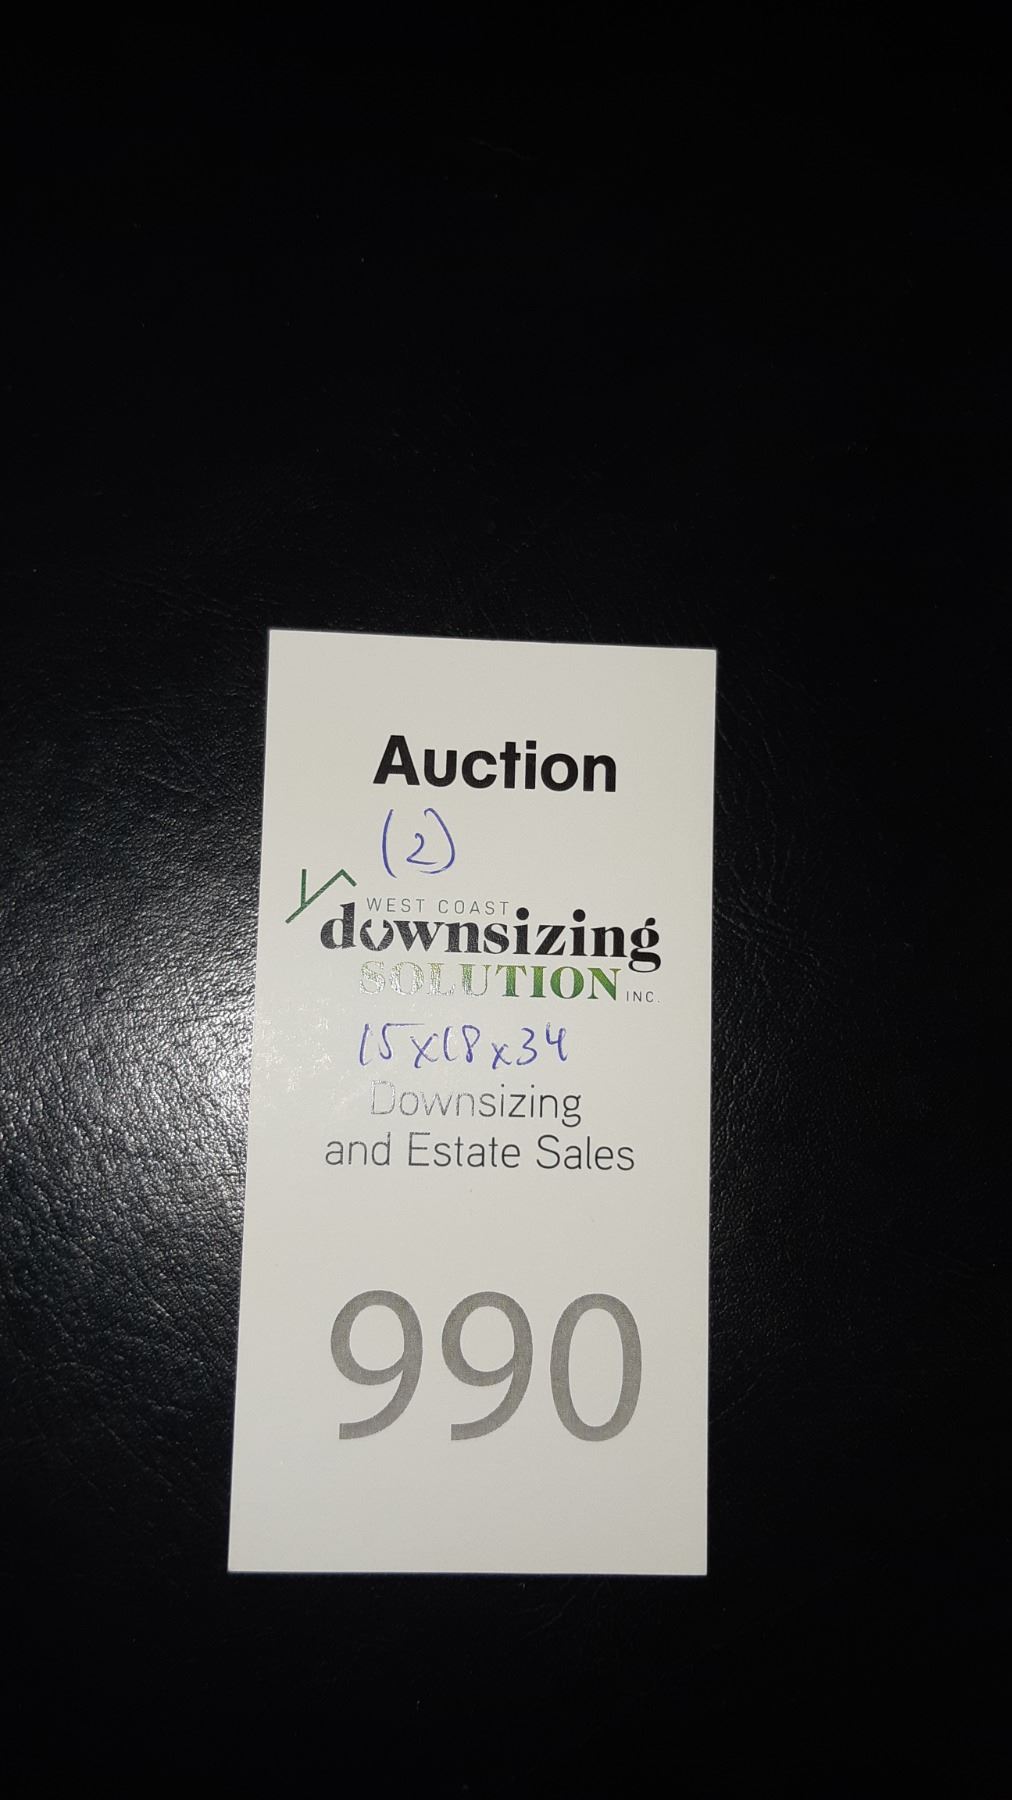 Auction
(2)
WEST COAST
downsizing
SOLUTION INC.
15x18x34
Downsizing
and Estate Sales
990